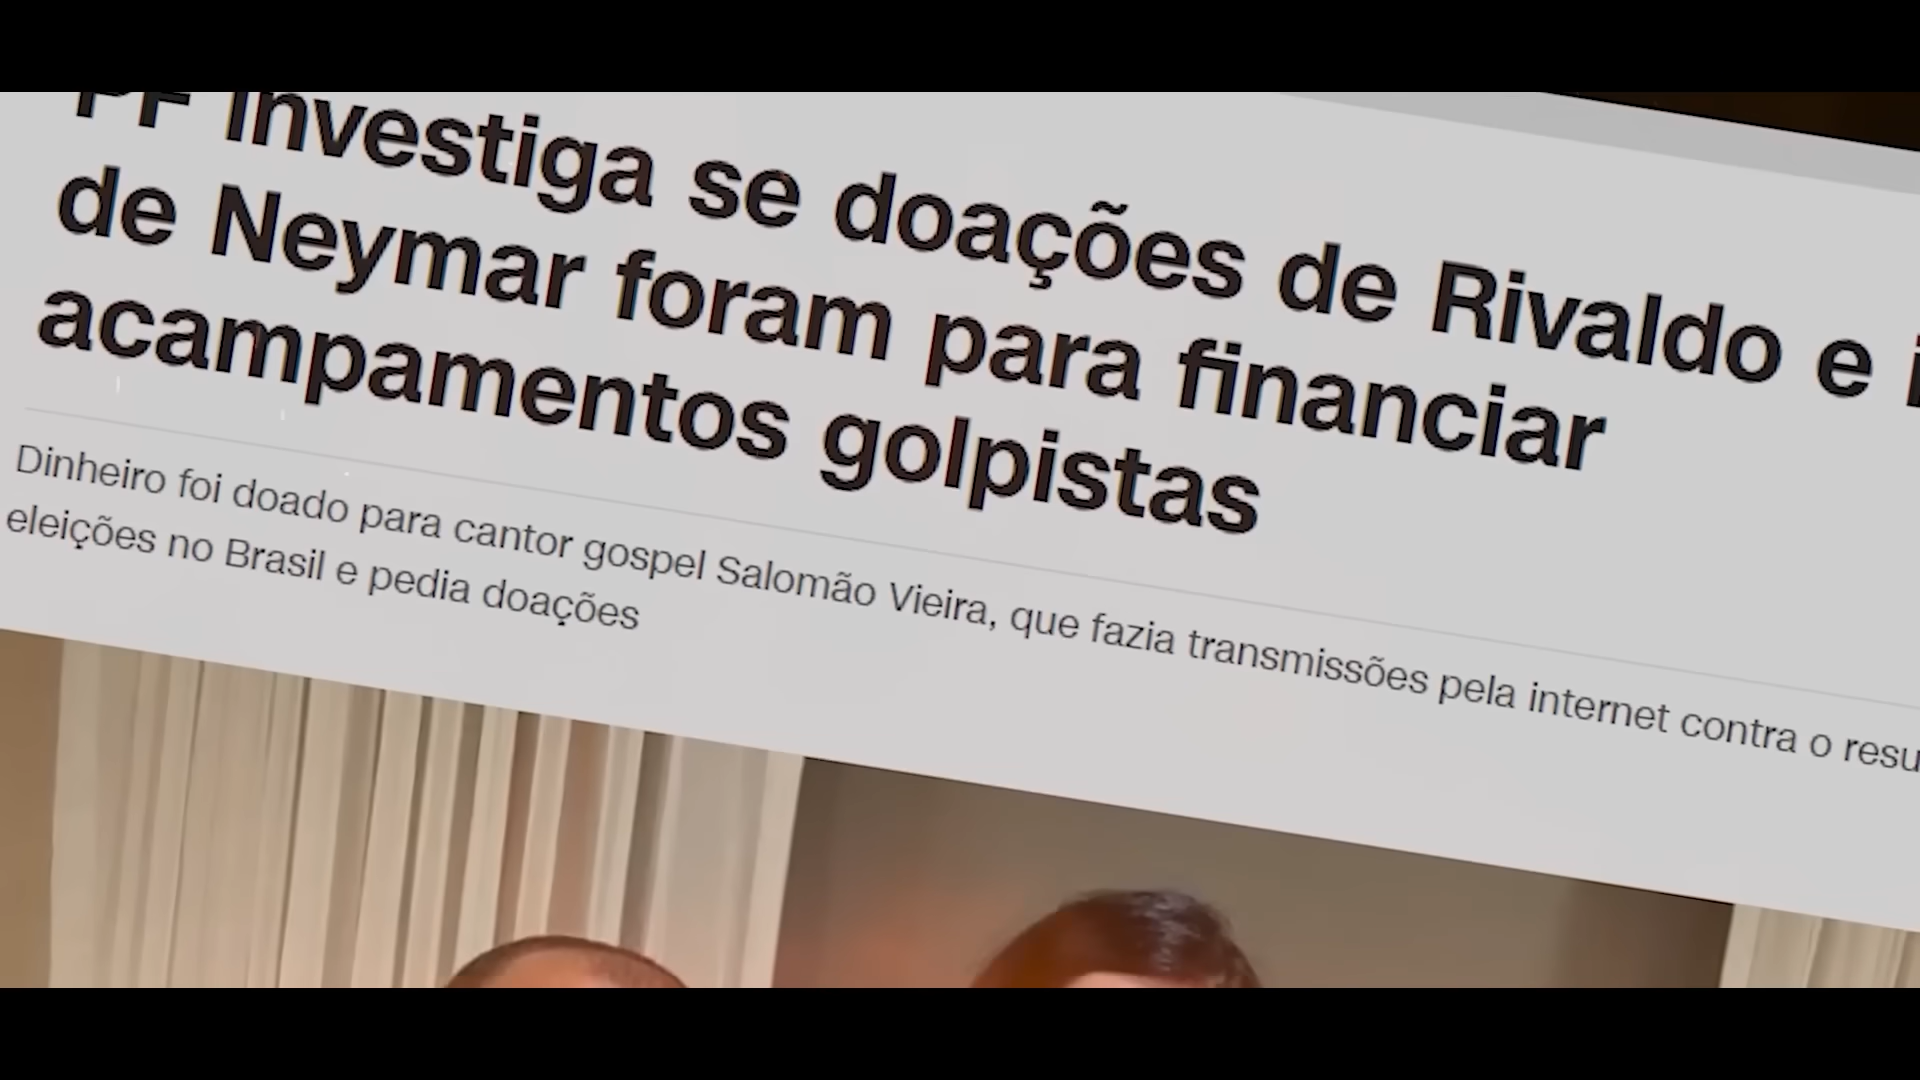 PF investiga se doações de Rivaldo e
de Neymar foram para financiar
acampamentos golpistas
Dinheiro foi doado para cantor gospel Salomão Vieira, que fazia transmissões pela internet contra o
eleições no Brasil e pedia doações